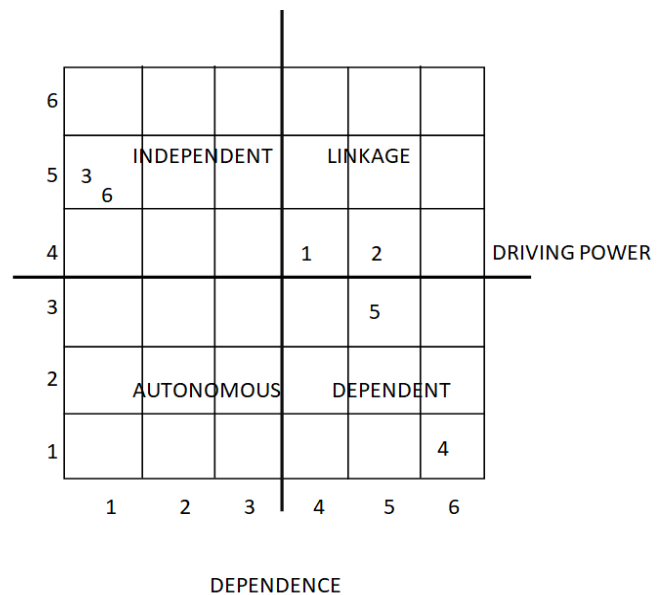 6
INDEPENDENT LINKAGE
5 3
6
4 1 2 DRIVING POWER
3 5
2 AUTONOMOUS DEPENDENT
1 4
1 2 3 4 5 6
DEPENDENCE